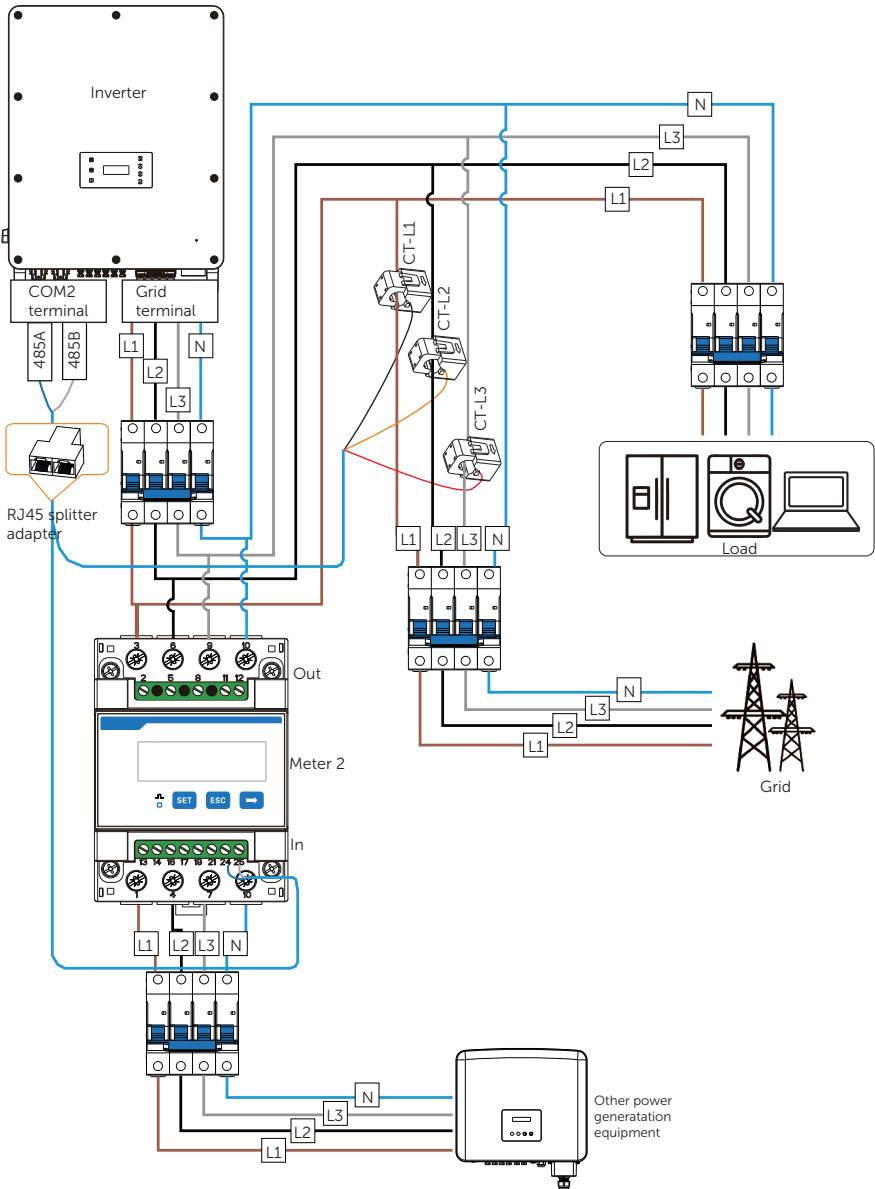 Inverter
N
L3
L2
L1
CT-L1
CT-L2
CT-L3
COM2
terminal
Grid
terminal
485A
485B
L1
L2
L3
N
RJ45 splitter
adapter
L1
L2
L3
N
Load
3
6
9
10
2
5
8
11
12
Out
N
L3
L2
L1
Grid
Meter 2
SET
ESC
In
13
14
16
17
19
21
24
25
1
4
7
10
L1
L2
L3
N
N
L3
L2
L1
Other power
generatation
equipment